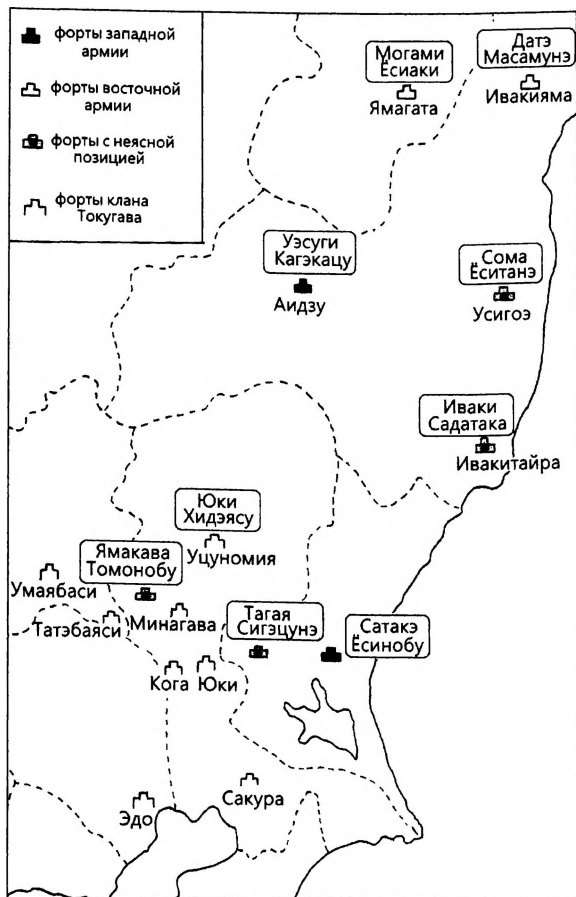 форты западной
армии
форты восточной
армии
форты с неясной
позицией
форты клана
Токугава
Могами
Ёсиаки
Ямагата
Датэ
Масамунэ
Ивакияма
Уэсуги
Кагэкацу
Аидзу
Сома
Ёситанэ
Усигоэ
Иваки
Садатака
Ивакитайра
Юки
Хидэясу
Уцуномия
Ямакава
Томонобу
Умаябаси
Татэбаяси
Минагава
Тагая
Сигэцунэ
Сатакэ
Ёсинобу
Кога
Юки
Сакура
Эдо